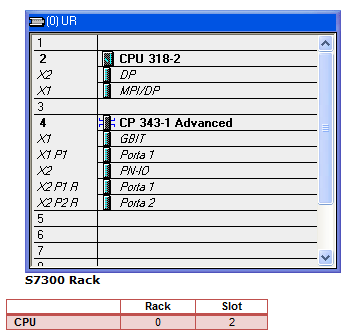 (0) UR
1
2 CPU 318-2
X2 DP
X1 MPI/DP
3
4 CP 343-1 Advanced
X1 GBIT
X1 P1 Porta 1
X2 PN-IO
X2 P1 R Porta 1
X2 P2 R Porta 2
5
6
7
S7300 Rack
Rack Slot
CPU 0 2